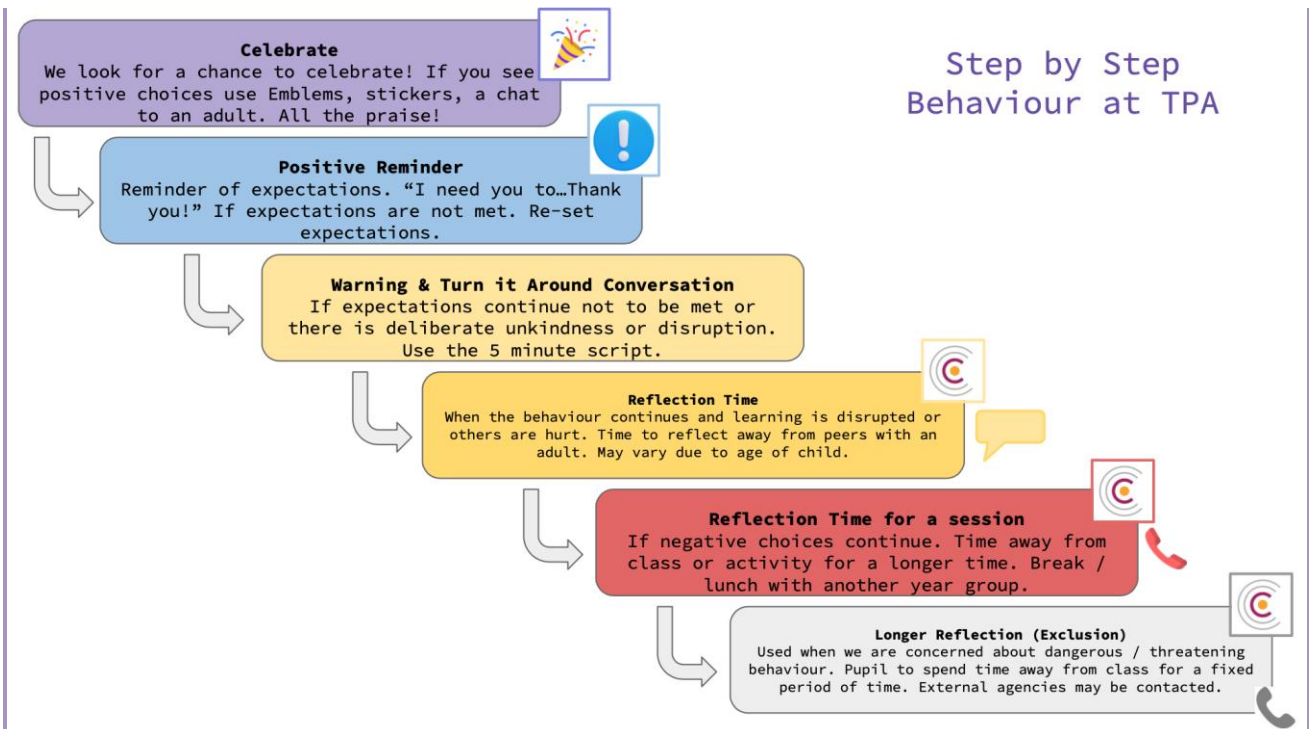 Step by Step
Behaviour at TPA
Celebrate
We look for a chance to celebrate! If you see
positive choices use Emblems, stickers, a chat
to an adult. All the praise!
Positive Reminder
Reminder of expectations. “I need you to…Thank
you!” If expectations are not met. Re-set
expectations.
Warning & Turn it Around Conversation
If expectations continue not to be met or
there is deliberate unkindness or disruption.
Use the 5 minute script.
Reflection Time
When the behaviour continues and learning is disrupted or
others are hurt. Time to reflect away from peers with an
adult. May vary due to age of child.
Reflection Time for a session
If negative choices continue. Time away from
class or activity for a longer time. Break /
lunch with another year group.
Longer Reflection (Exclusion)
Used when we are concerned about dangerous / threatening
behaviour. Pupil to spend time away from class for a fixed
period of time. External agencies may be contacted.